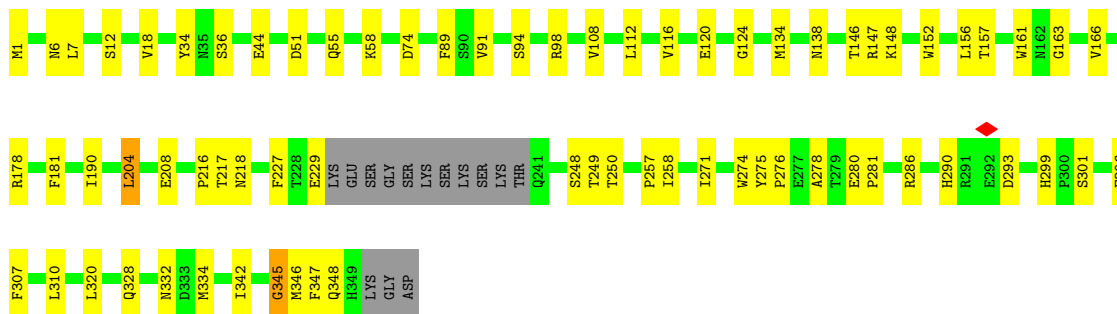 M1 N6 L7 S12 V18 Y34 N35 S36 E44 D51 Q55 K58 D74 F89 S90 V91 S94 R98 V108 L112 V116 E120 G124 M134 N138 T146 R147 K148 W152 L156 T157 W161 N162 G163 V166
R178 F181 I190 L204 E208 P216 T217 N218 F227 T228 E229 LYS GLU SER GLY SER LYS SER LYS SER LYS THR Q241 S248 T249 T250 P257 I258 I271 W274 Y275 P276 E277 A278 T279 E280 P281 R286 H290 R291 E292 D293 H299 P300 S301
F307 L310 L320 Q328 N332 D333 M334 I342 G345 M346 F347 Q348 H349 LYS GLY ASP